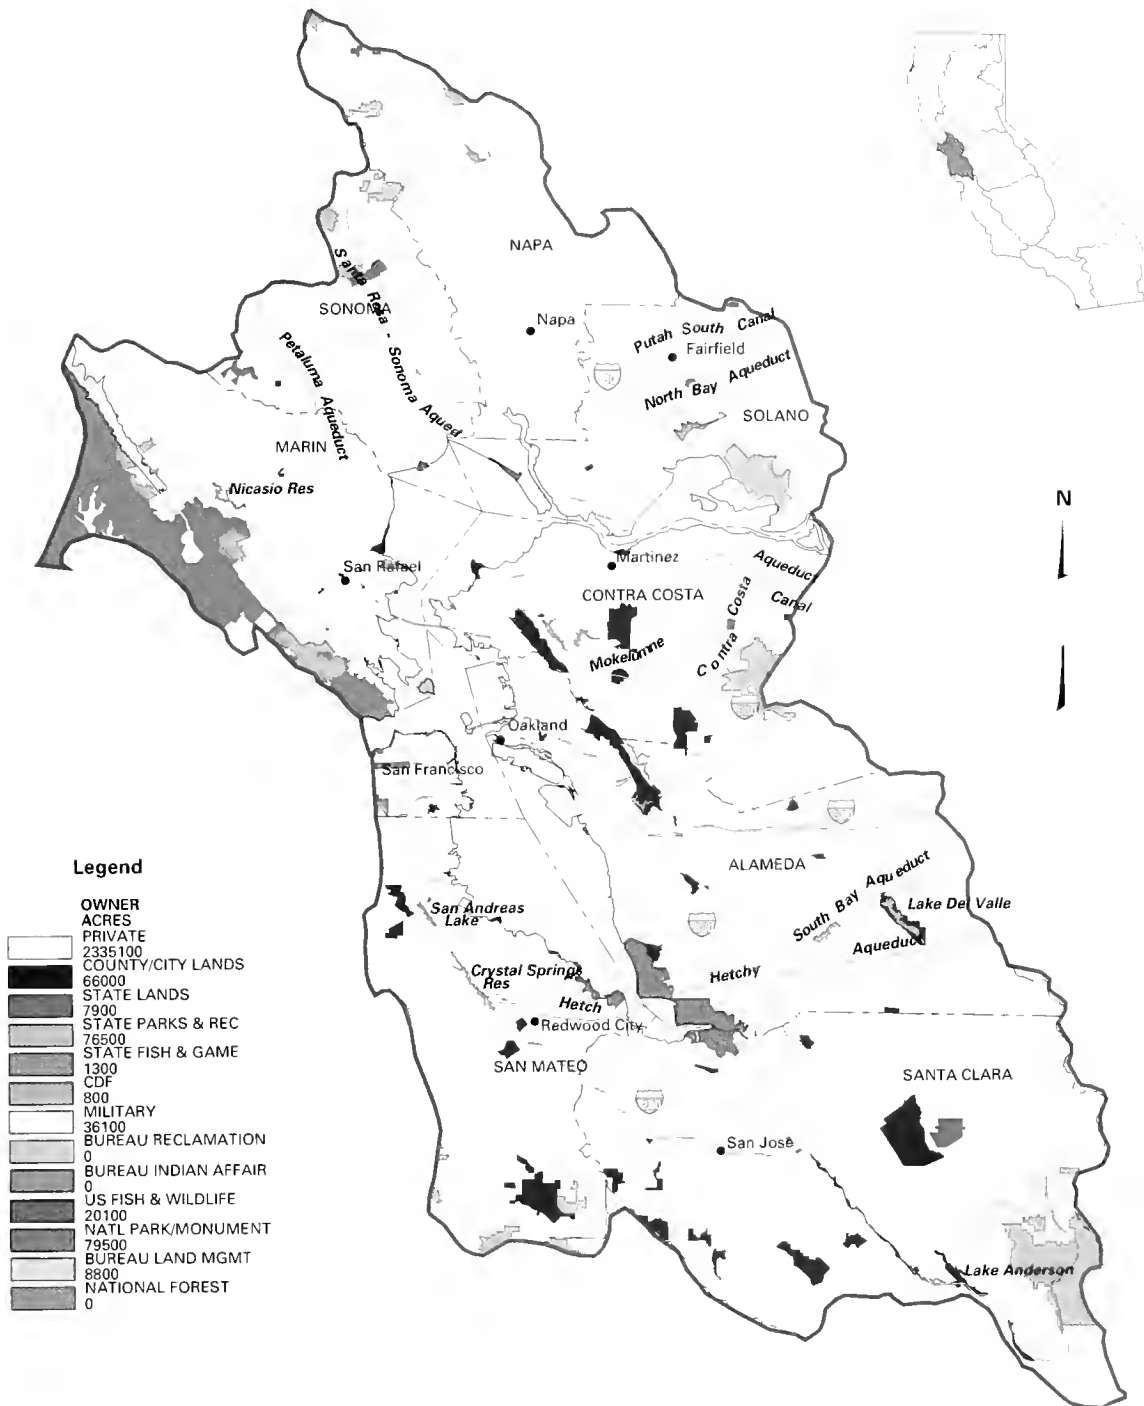 NAPA
Santa Rosa - Sonoma Aqued
SONOMA
Napa
Putah South Canal
Fairfield
Petaluma Aqueduct
North Bay Aqueduct
SOLANO
MARIN
Nicasio Res
N
San Rafael
Martinez
Aqueduct
CONTRA COSTA
Contra Costa Canal
Mokelumne
Oakland
San Francisco
ALAMEDA
South Bay Aqueduct
Lake Del Valle
Aqueduct
San Andreas
Lake
Crystal Springs
Res
Hetchy
Hetch
Redwood City
SAN MATEO
SANTA CLARA
San José
Lake Anderson
Legend
OWNER
ACRES
PRIVATE
2335100
COUNTY/CITY LANDS
66000
STATE LANDS
7900
STATE PARKS & REC
76500
STATE FISH & GAME
1300
CDF
800
MILITARY
36100
BUREAU RECLAMATION
0
BUREAU INDIAN AFFAIR
0
US FISH & WILDLIFE
20100
NATL PARK/MONUMENT
79500
BUREAU LAND MGMT
8800
NATIONAL FOREST
0